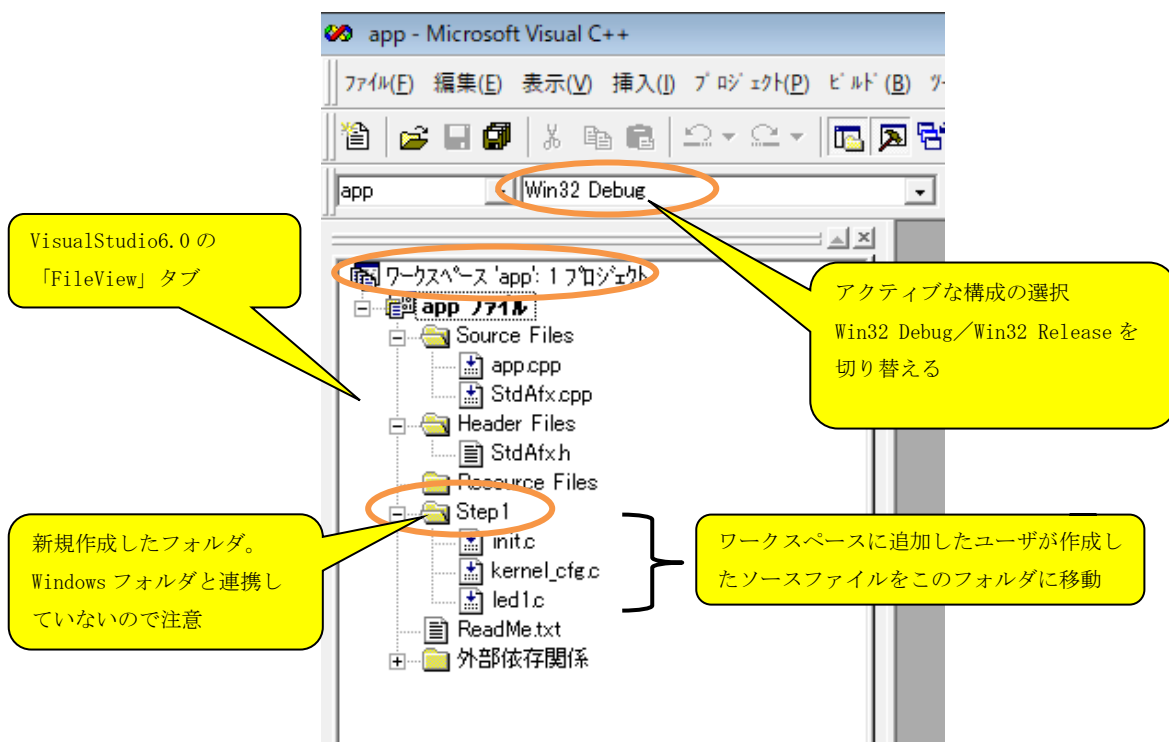 app - Microsoft Visual C++
ファイル(F) 編集(E) 表示(V) 挿入(I) プロジェクト(P) ビルド(B) ツ
app
Win32 Debug
VisualStudio6.0 の
「FileView」タブ
ワークスペース 'app': 1 プロジェクト
app ファイル
Source Files
app.cpp
StdAfx.cpp
Header Files
StdAfx.h
Resource Files
Step1
init.c
kernel_cfg.c
led1.c
ReadMe.txt
外部依存関係
アクティブな構成の選択
Win32 Debug／Win32 Release を
切り替える
新規作成したフォルダ。
Windows フォルダと連携し
ていないので注意
ワークスペースに追加したユーザが作成し
たソースファイルをこのフォルダに移動